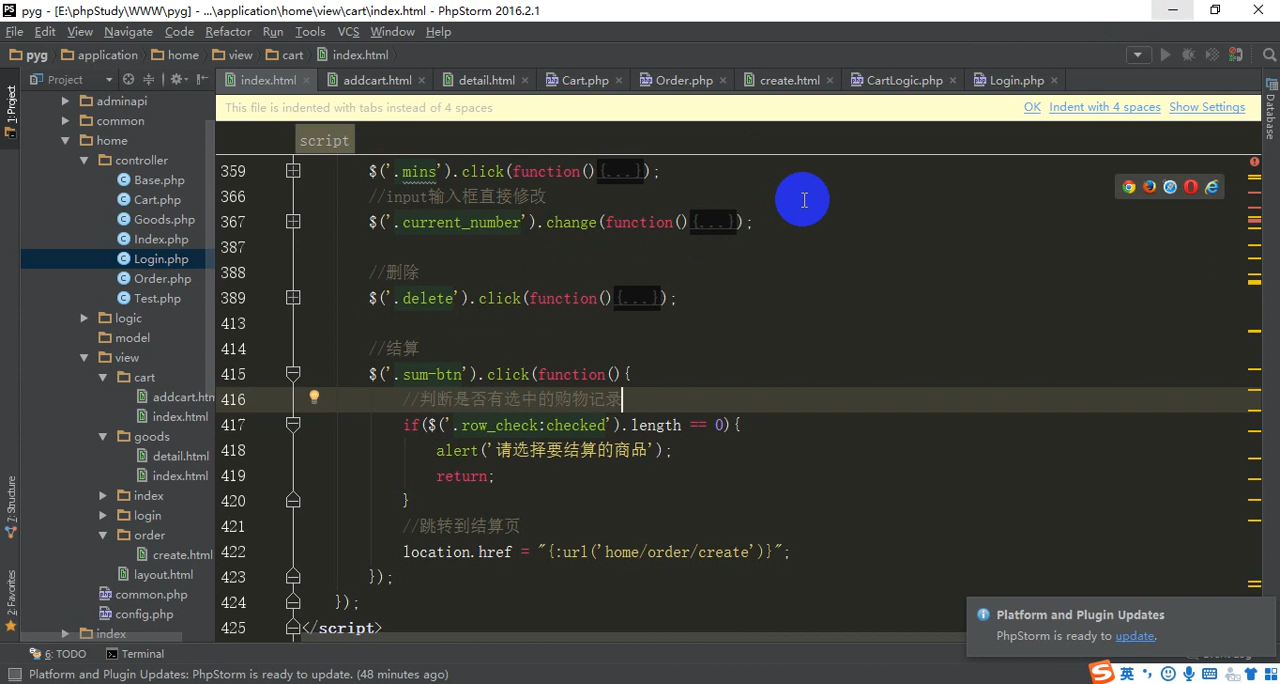 pyg - [E:\phpStudy\WWW\pyg] - ...\application\home\view\cart\index.html - PhpStorm 2016.2.1
File Edit View Navigate Code Refactor Run Tools VCS Window Help
pyg application home view cart index.html
Project
index.html addcart.html detail.html Cart.php Order.php create.html CartLogic.php Login.php
This file is indented with tabs instead of 4 spaces OK Indent with 4 spaces Show Settings
script
1: Project
7: Structure
2: Favorites
Database
adminapi
common
home
controller
Base.php
Cart.php
Goods.php
Index.php
Login.php
Order.php
Test.php
logic
model
view
cart
addcart.htm
index.html
goods
detail.html
index.html
index
login
order
create.html
layout.html
common.php
config.php
index
359 $('.mins').click(function(){...});
366 //input输入框直接修改
367 $('.current_number').change(function(){...});
387
388 //删除
389 $('.delete').click(function(){...});
413
414 //结算
415 $('.sum-btn').click(function(){
416 //判断是否有选中的购物记录
417 if($('.row_check:checked').length == 0){
418 alert('请选择要结算的商品');
419 return;
420 }
421 //跳转到结算页
422 location.href = "{:url('home/order/create')}";
423 });
424 });
425 </script>
Platform and Plugin Updates
PhpStorm is ready to update.
6: TODO Terminal
Platform and Plugin Updates: PhpStorm is ready to update. (48 minutes ago)
英